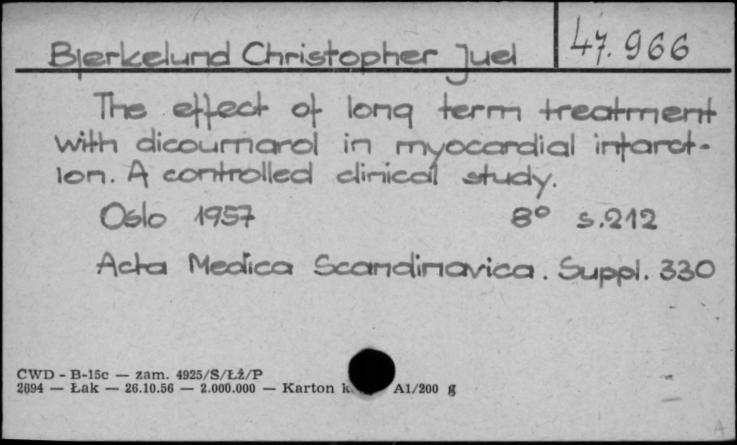 Bjerkelund Christopher Juel 47.966
The effect of long term treatment
with dicoumarol in myocardial infarct-
ion. A controlled clinical study.
Oslo 1957 8° s.212
Acta Medica Scandinavica. Suppl. 330
CWD - B-15c — zam. 4925/S/ŁŻ/P
2694 — Łak — 26.10.56 — 2.000.000 — Karton A1/200 g